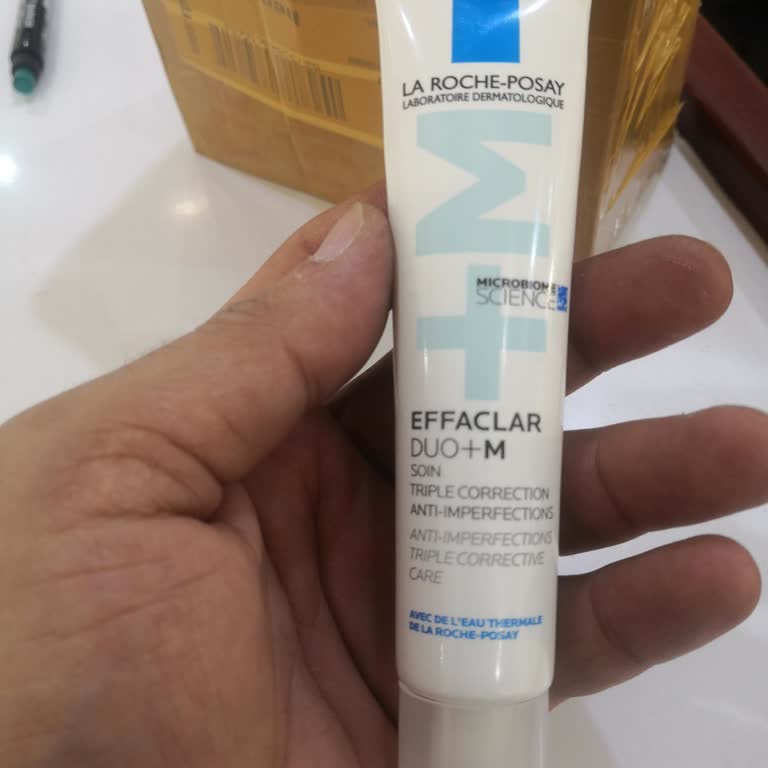 LA ROCHE-POSAY
LABORATOIRE DERMATOLOGIQUE
+M
MICROBIOME
SCIENCE
EFFACLAR
DUO+M
SOIN
TRIPLE CORRECTION
ANTI-IMPERFECTIONS
ANTI-IMPERFECTIONS
TRIPLE CORRECTIVE
CARE
AVEC DE L'EAU THERMALE
DE LA ROCHE-POSAY